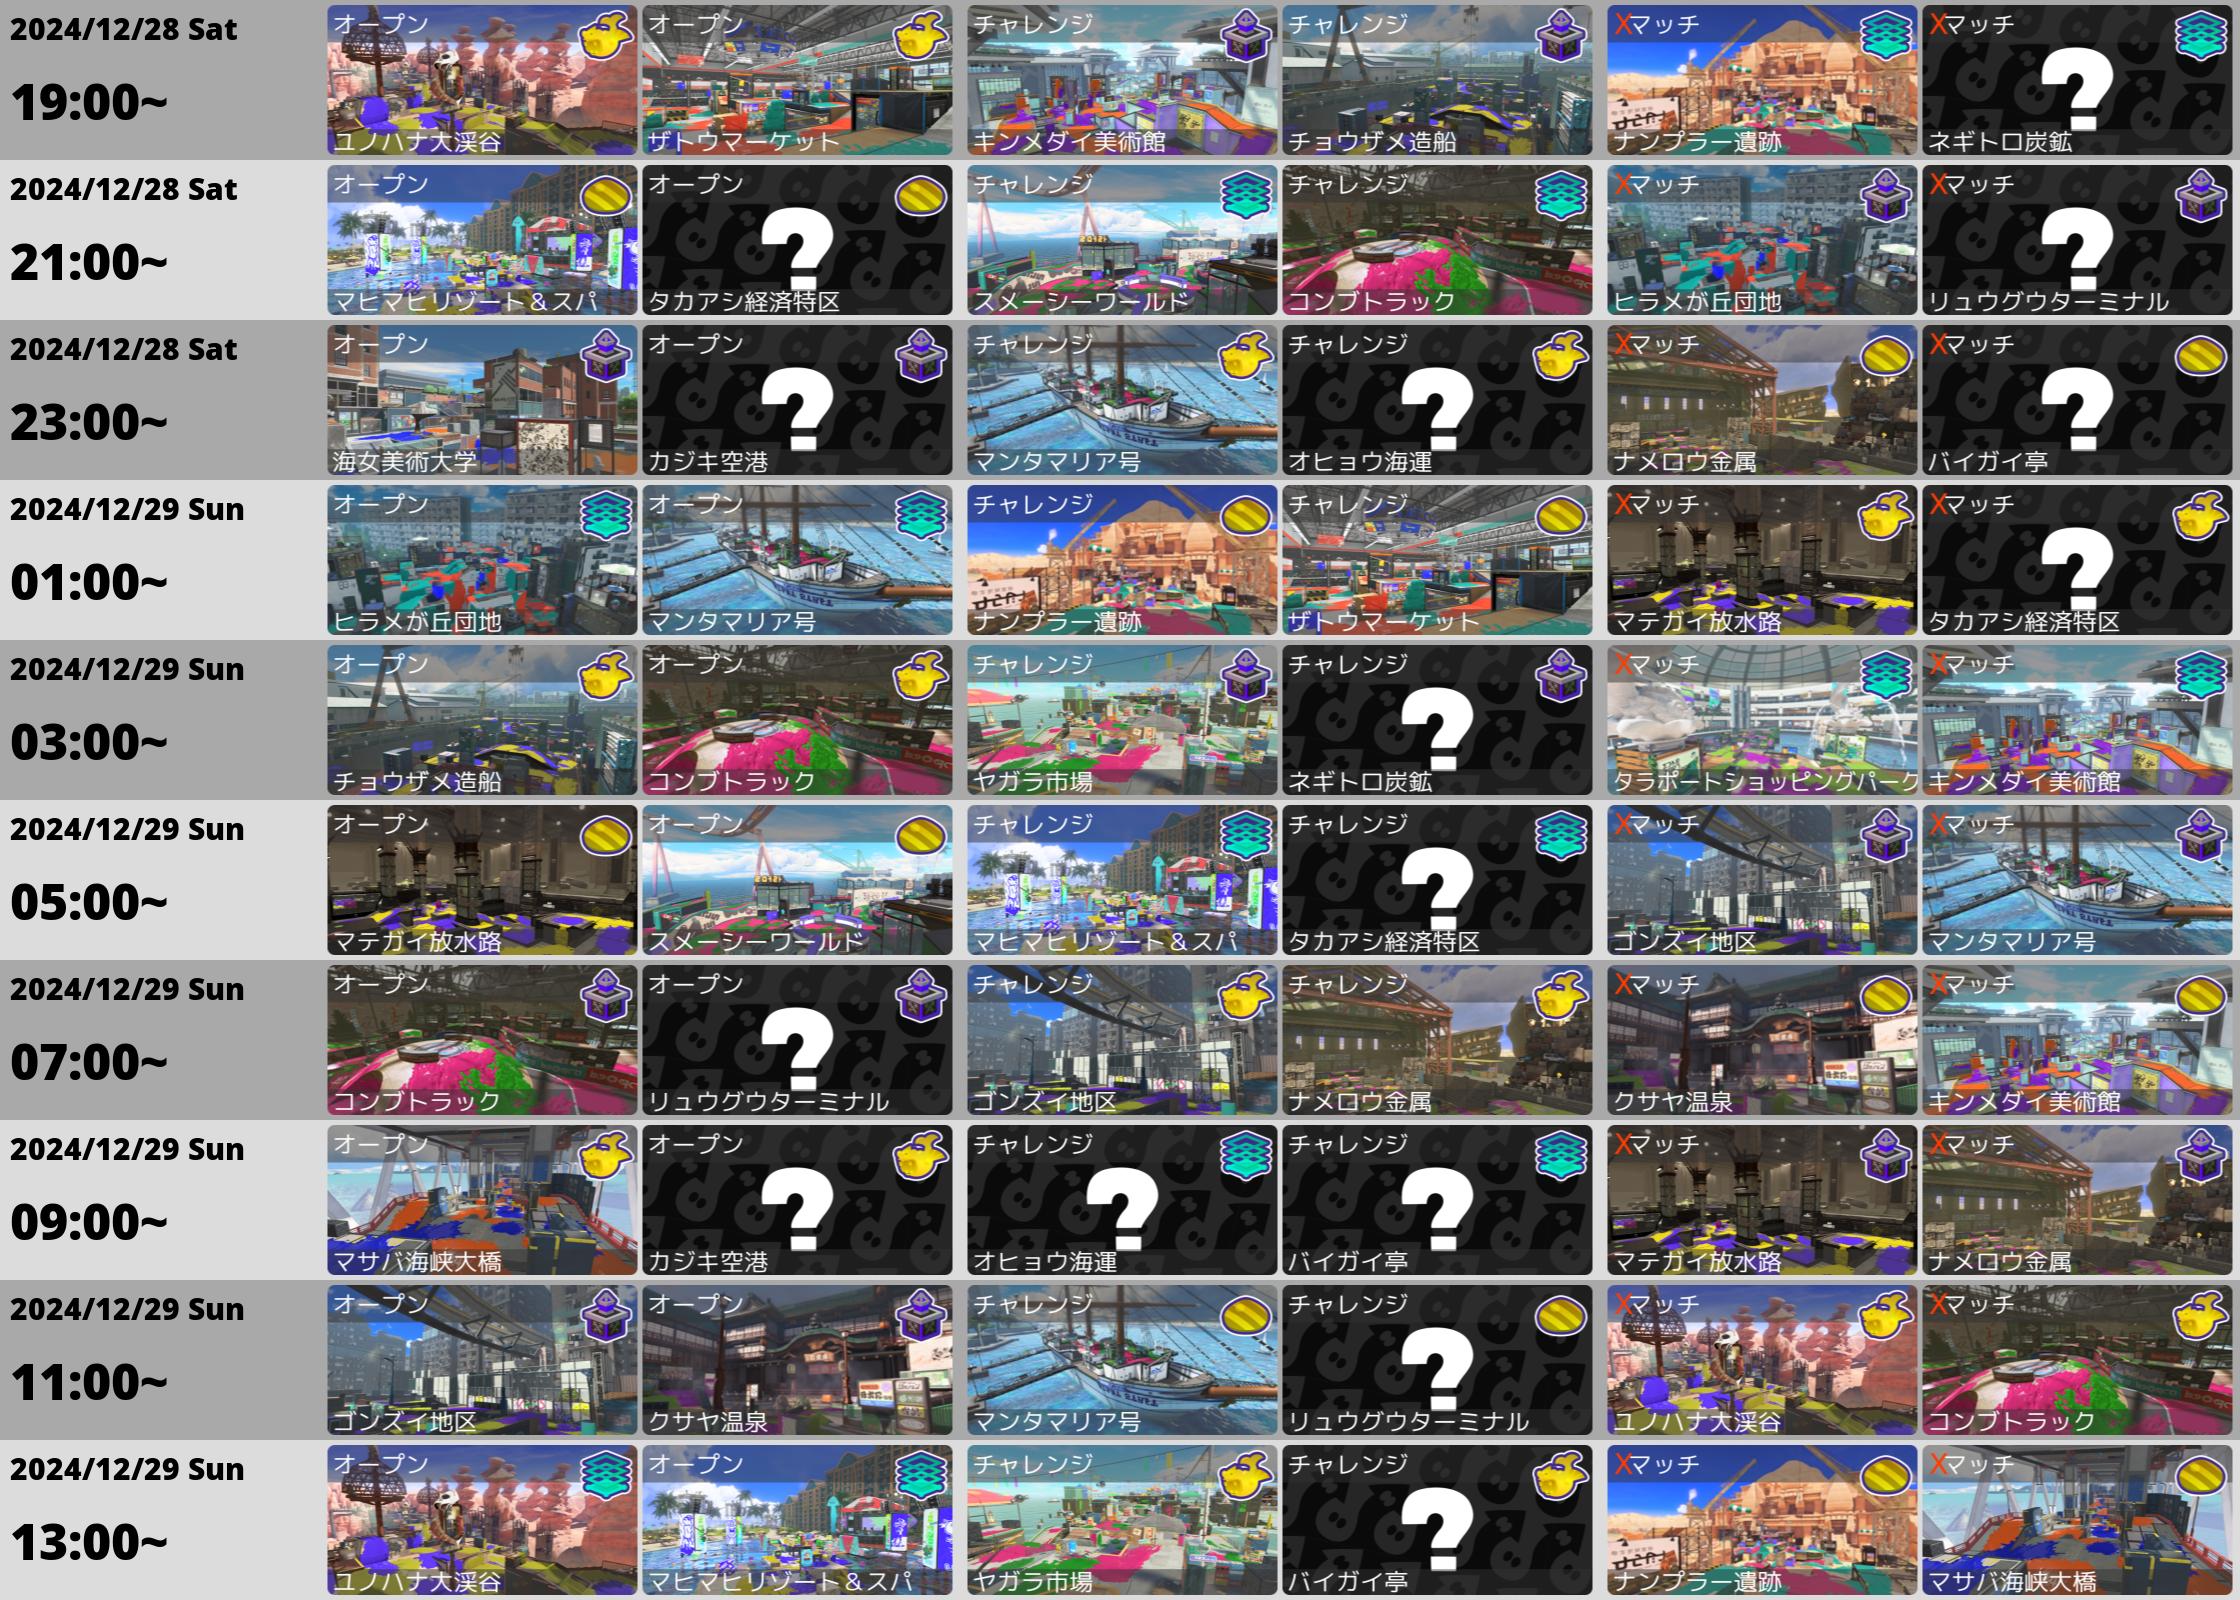 2024/12/28 Sat
19:00~
オープン
ユノハナ大渓谷
オープン
ザトウマーケット
チャレンジ
キンメダイ美術館
チャレンジ
チョウザメ造船
Xマッチ
ナンプラー遺跡
Xマッチ
ネギトロ炭鉱
2024/12/28 Sat
21:00~
オープン
マヒマヒリゾート＆スパ
オープン
?
タカアシ経済特区
チャレンジ
スメーシーワールド
チャレンジ
コンブトラック
Xマッチ
ヒラメが丘団地
Xマッチ
?
リュウグウターミナル
2024/12/28 Sat
23:00~
オープン
海女美術大学
オープン
?
カジキ空港
チャレンジ
マンタマリア号
チャレンジ
?
オヒョウ海運
Xマッチ
ナメロウ金属
Xマッチ
?
バイガイ亭
2024/12/29 Sun
01:00~
オープン
ヒラメが丘団地
オープン
マンタマリア号
チャレンジ
ナンプラー遺跡
チャレンジ
ザトウマーケット
Xマッチ
マテガイ放水路
Xマッチ
?
タカアシ経済特区
2024/12/29 Sun
03:00~
オープン
チョウザメ造船
オープン
コンブトラック
チャレンジ
ヤガラ市場
チャレンジ
?
ネギトロ炭鉱
Xマッチ
タラポートショッピングパーク
Xマッチ
キンメダイ美術館
2024/12/29 Sun
05:00~
オープン
マテガイ放水路
オープン
スメーシーワールド
チャレンジ
マヒマヒリゾート＆スパ
チャレンジ
?
タカアシ経済特区
Xマッチ
ゴンズイ地区
Xマッチ
マンタマリア号
2024/12/29 Sun
07:00~
オープン
コンブトラック
オープン
?
リュウグウターミナル
チャレンジ
ゴンズイ地区
チャレンジ
ナメロウ金属
Xマッチ
クサヤ温泉
Xマッチ
キンメダイ美術館
2024/12/29 Sun
09:00~
オープン
マサバ海峡大橋
オープン
?
カジキ空港
チャレンジ
?
オヒョウ海運
チャレンジ
?
バイガイ亭
Xマッチ
マテガイ放水路
Xマッチ
ナメロウ金属
2024/12/29 Sun
11:00~
オープン
ゴンズイ地区
オープン
クサヤ温泉
チャレンジ
マンタマリア号
チャレンジ
?
リュウグウターミナル
Xマッチ
ユノハナ大渓谷
Xマッチ
コンブトラック
2024/12/29 Sun
13:00~
オープン
ユノハナ大渓谷
オープン
マヒマヒリゾート＆スパ
チャレンジ
ヤガラ市場
チャレンジ
?
バイガイ亭
Xマッチ
ナンプラー遺跡
Xマッチ
マサバ海峡大橋